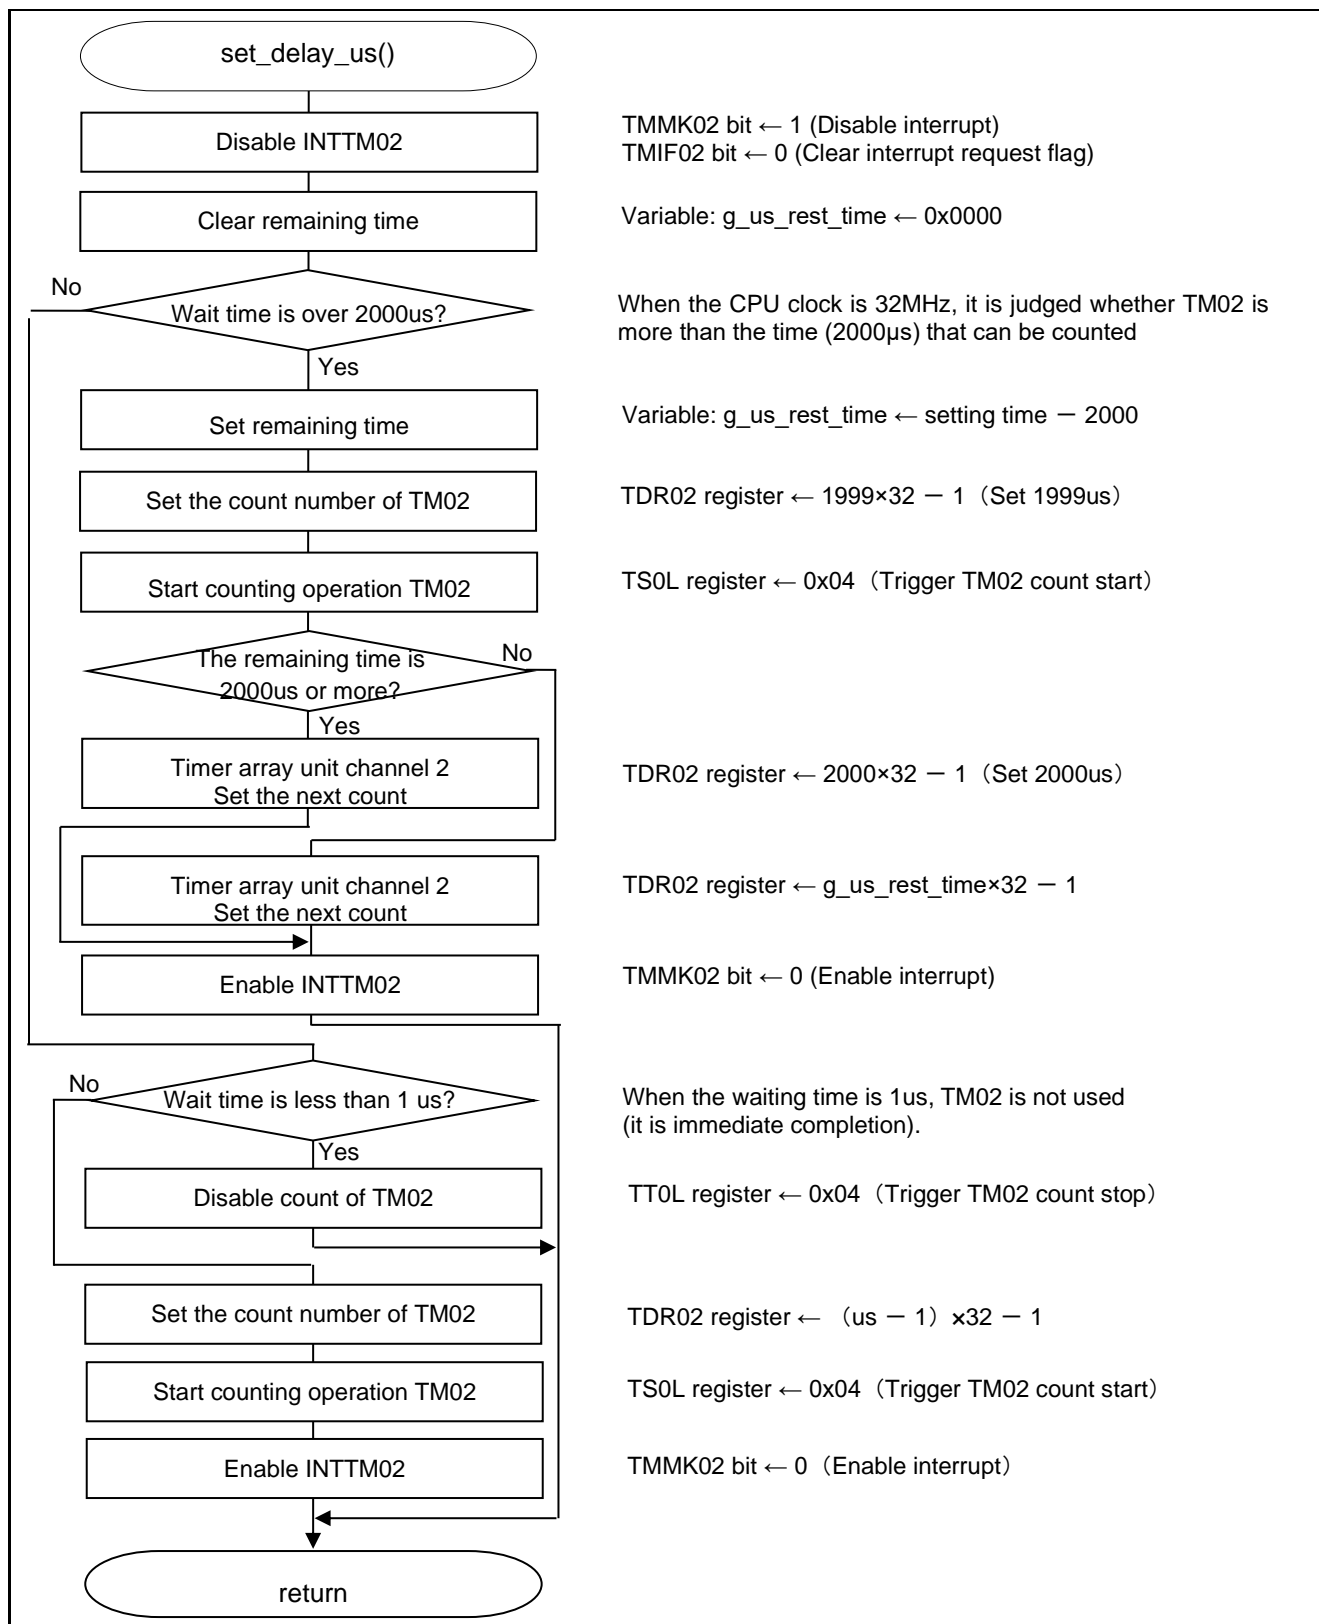 set_delay_us()
Disable INTTM02
TMMK02 bit ← 1 (Disable interrupt)
TMIF02 bit ← 0 (Clear interrupt request flag)
Clear remaining time
Variable: g_us_rest_time ← 0x0000
No
Wait time is over 2000us?
When the CPU clock is 32MHz, it is judged whether TM02 is
more than the time (2000µs) that can be counted
Yes
Set remaining time
Variable: g_us_rest_time ← setting time － 2000
Set the count number of TM02
TDR02 register ← 1999×32 － 1（Set 1999us）
Start counting operation TM02
TS0L register ← 0x04（Trigger TM02 count start）
The remaining time is
2000us or more?
No
Yes
Timer array unit channel 2
Set the next count
TDR02 register ← 2000×32 － 1（Set 2000us）
Timer array unit channel 2
Set the next count
TDR02 register ← g_us_rest_time×32 － 1
Enable INTTM02
TMMK02 bit ← 0 (Enable interrupt)
No
Wait time is less than 1 us?
When the waiting time is 1us, TM02 is not used
(it is immediate completion).
Yes
Disable count of TM02
TT0L register ← 0x04（Trigger TM02 count stop）
Set the count number of TM02
TDR02 register ← （us － 1）×32 － 1
Start counting operation TM02
TS0L register ← 0x04（Trigger TM02 count start）
Enable INTTM02
TMMK02 bit ← 0（Enable interrupt）
return